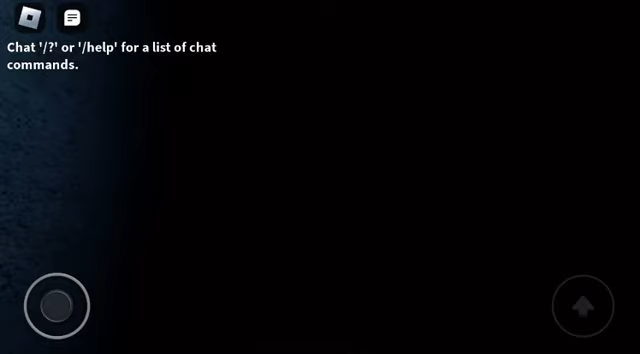 Chat '/?' or '/help' for a list of chat
commands.